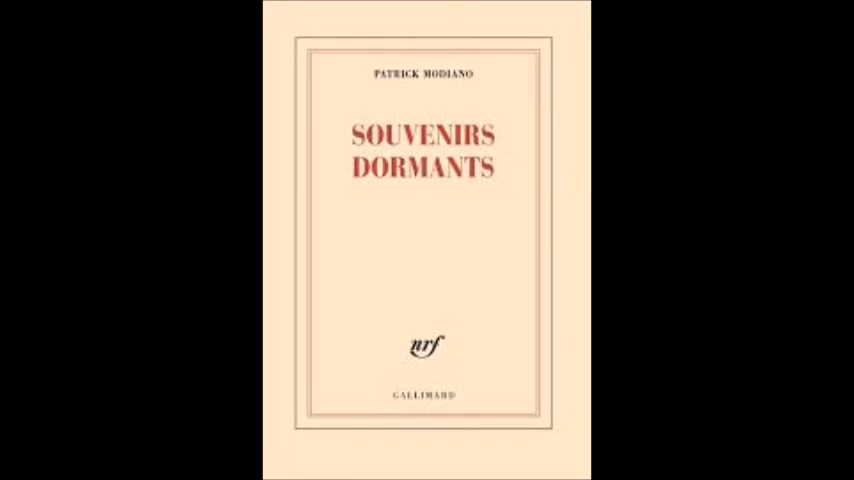 PATRICK MODIANO
SOUVENIRS
DORMANTS
nrf
GALLIMARD